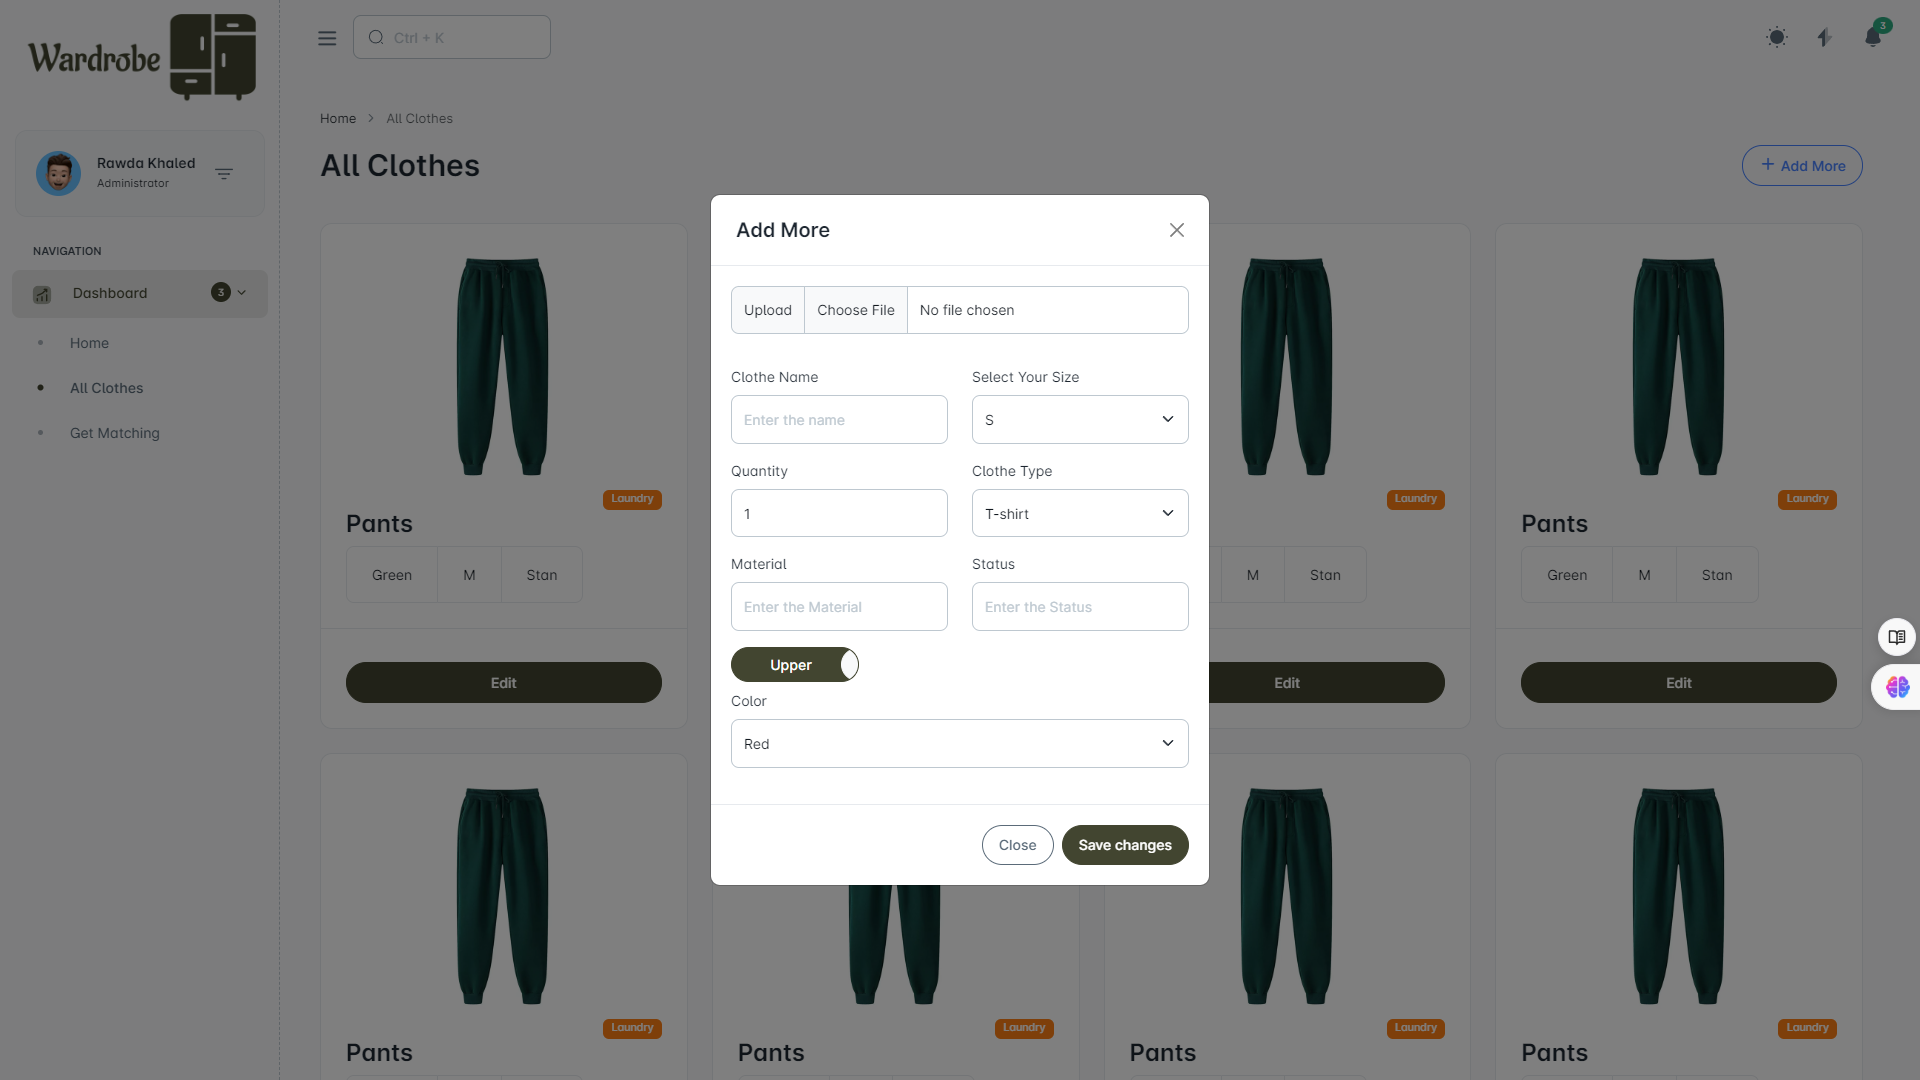 Wardrobe
Ctrl + K
3
Home > All Clothes
Rawda Khaled
Administrator
All Clothes
+ Add More
NAVIGATION
Dashboard 3
Home
All Clothes
Get Matching
Add More
Upload Choose File No file chosen
Clothe Name Select Your Size
Enter the name S
Quantity Clothe Type
1 T-shirt
Material Status
Enter the Material Enter the Status
Upper
Color
Red
Close Save changes
Laundry
Pants
Green M Stan
Edit
Laundry
M Stan
Edit
Laundry
Pants
Green M Stan
Edit
Laundry
Pants
Laundry
Pants
Laundry
Pants
Laundry
Pants